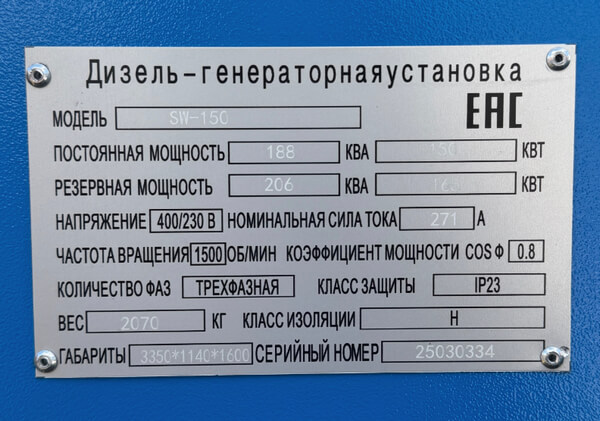 Дизель-генераторнаяустановка
МОДЕЛЬ SW-150 EAC
ПОСТОЯННАЯ МОЩНОСТЬ 188 КВА 150 КВТ
РЕЗЕРВНАЯ МОЩНОСТЬ 206 КВА КВТ
НАПРЯЖЕНИЕ 400/230 В НОМИНАЛЬНАЯ СИЛА ТОКА 271 А
ЧАСТОТА ВРАЩЕНИЯ 1500 ОБ/МИН КОЭФФИЦИЕНТ МОЩНОСТИ COS Φ 0.8
КОЛИЧЕСТВО ФАЗ ТРЕХФАЗНАЯ КЛАСС ЗАЩИТЫ IP23
ВЕС 2070 КГ КЛАСС ИЗОЛЯЦИИ H
ГАБАРИТЫ 3350*1140*1600 СЕРИЙНЫЙ НОМЕР 25030334